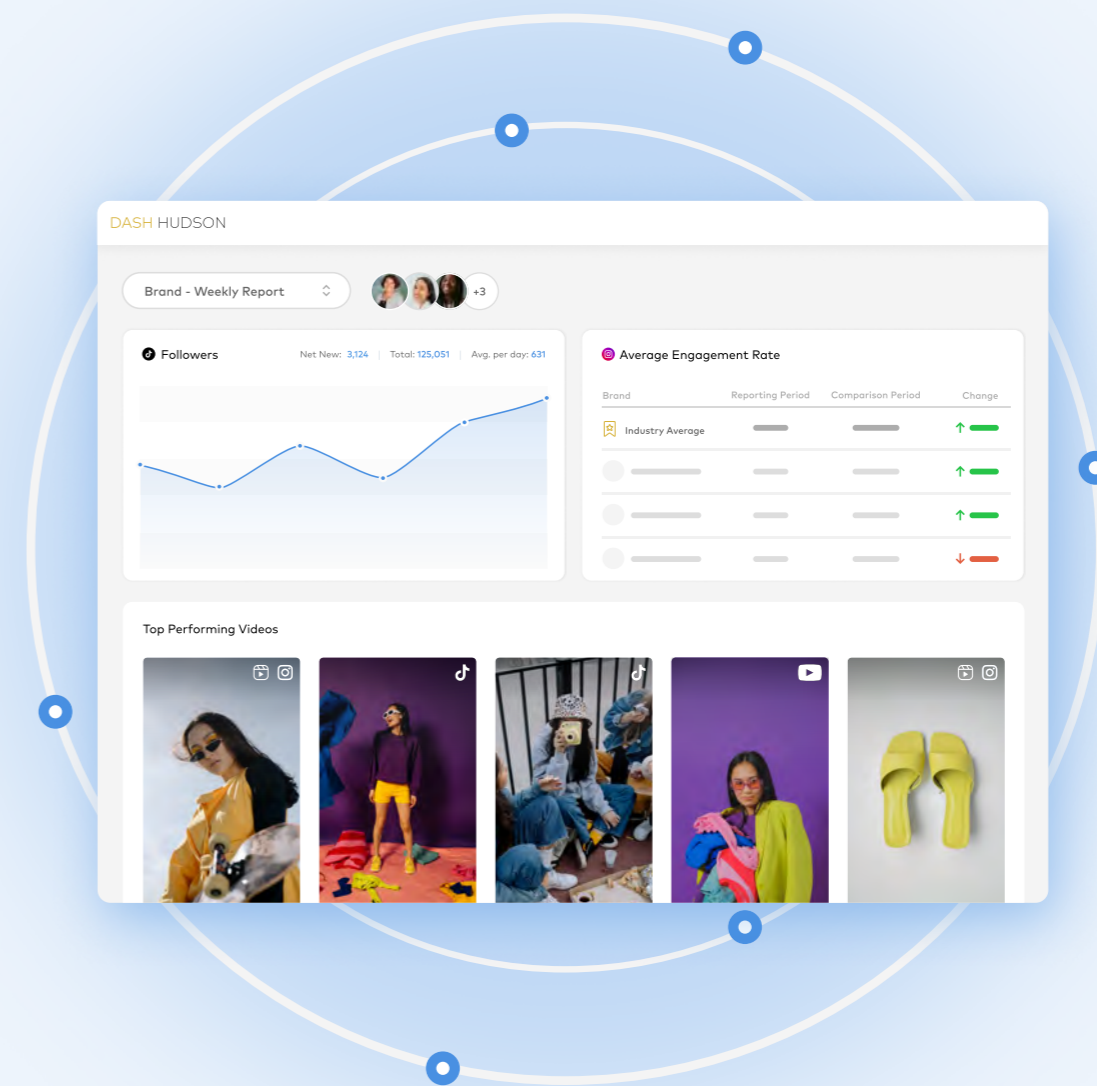 DASH HUDSON
Brand - Weekly Report
+3
Followers
Net New: 3,124
Total: 125,051
Avg. per day: 631
Average Engagement Rate
Brand
Reporting Period
Comparison Period
Change
Industry Average
Top Performing Videos